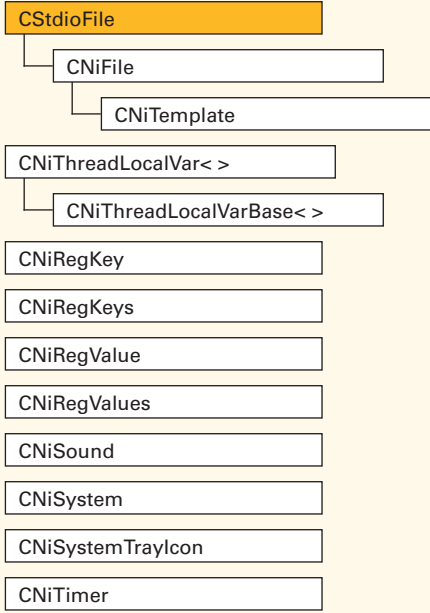 CStdioFile
CNiFile
CNiTemplate
CNiThreadLocalVar< >
CNiThreadLocalVarBase< >
CNiRegKey
CNiRegKeys
CNiRegValue
CNiRegValues
CNiSound
CNiSystem
CNiSystemTrayIcon
CNiTimer